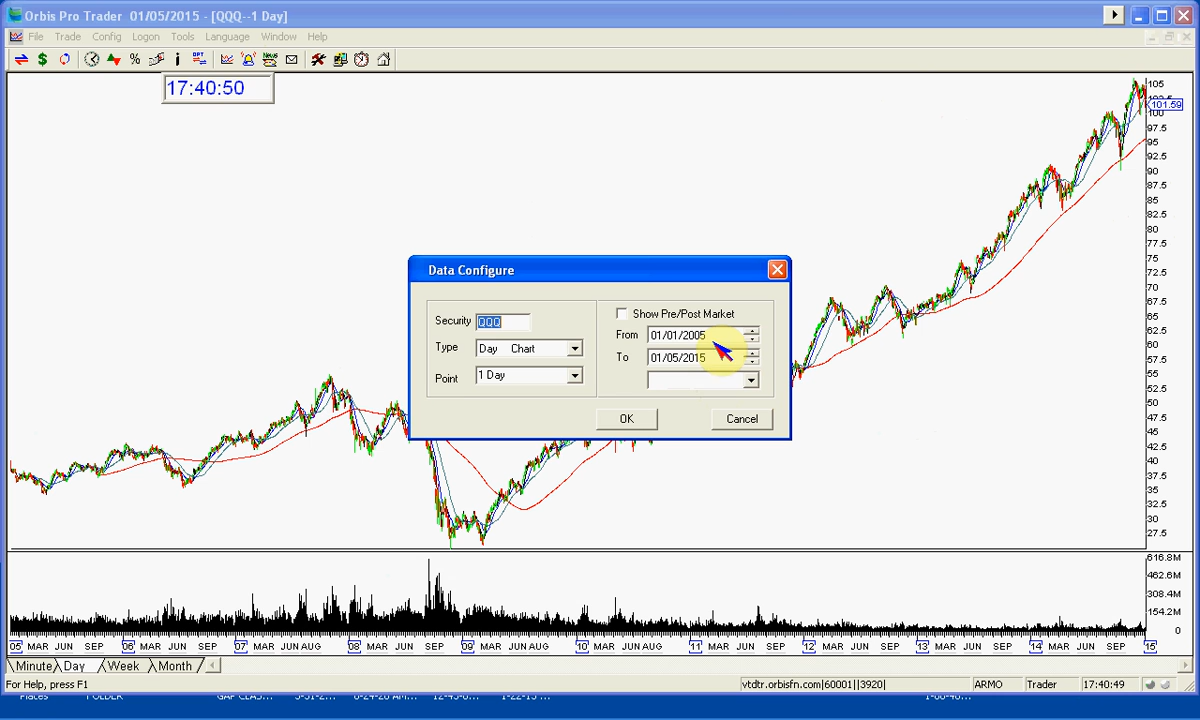 Orbis Pro Trader 01/05/2015 - [QQQ--1 Day]
File Trade Config Logon Tools Language Window Help
$ % i OPT News
17:40:50
105
101.59
100
97.5
95
92.5
90
87.5
85
82.5
80
77.5
75
72.5
70
67.5
65
62.5
60
57.5
55
52.5
50
47.5
45
42.5
40
37.5
35
32.5
30
27.5
Data Configure
Security QQQ
Type Day Chart
Point 1 Day
Show Pre/Post Market
From 01/01/2005
To 01/05/2015
OK Cancel
616.8M
462.6M
308.4M
154.2M
0
05 MAR JUN SEP 06 MAR JUN SEP 07 MAR JUN AUG 08 MAR JUN SEP 09 MAR JUN AUG 10 MAR JUN AUG 11 MAR JUN SEP 12 MAR JUN SEP 13 MAR JUN SEP 14 MAR JUN SEP 15
Minute Day Week Month
For Help, press F1 vtdtr.orbisfn.com|60001||3920| ARMO Trader 17:40:49